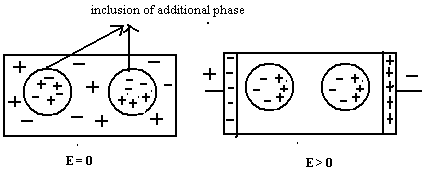 inclusion of additional phase
E = 0
E > 0